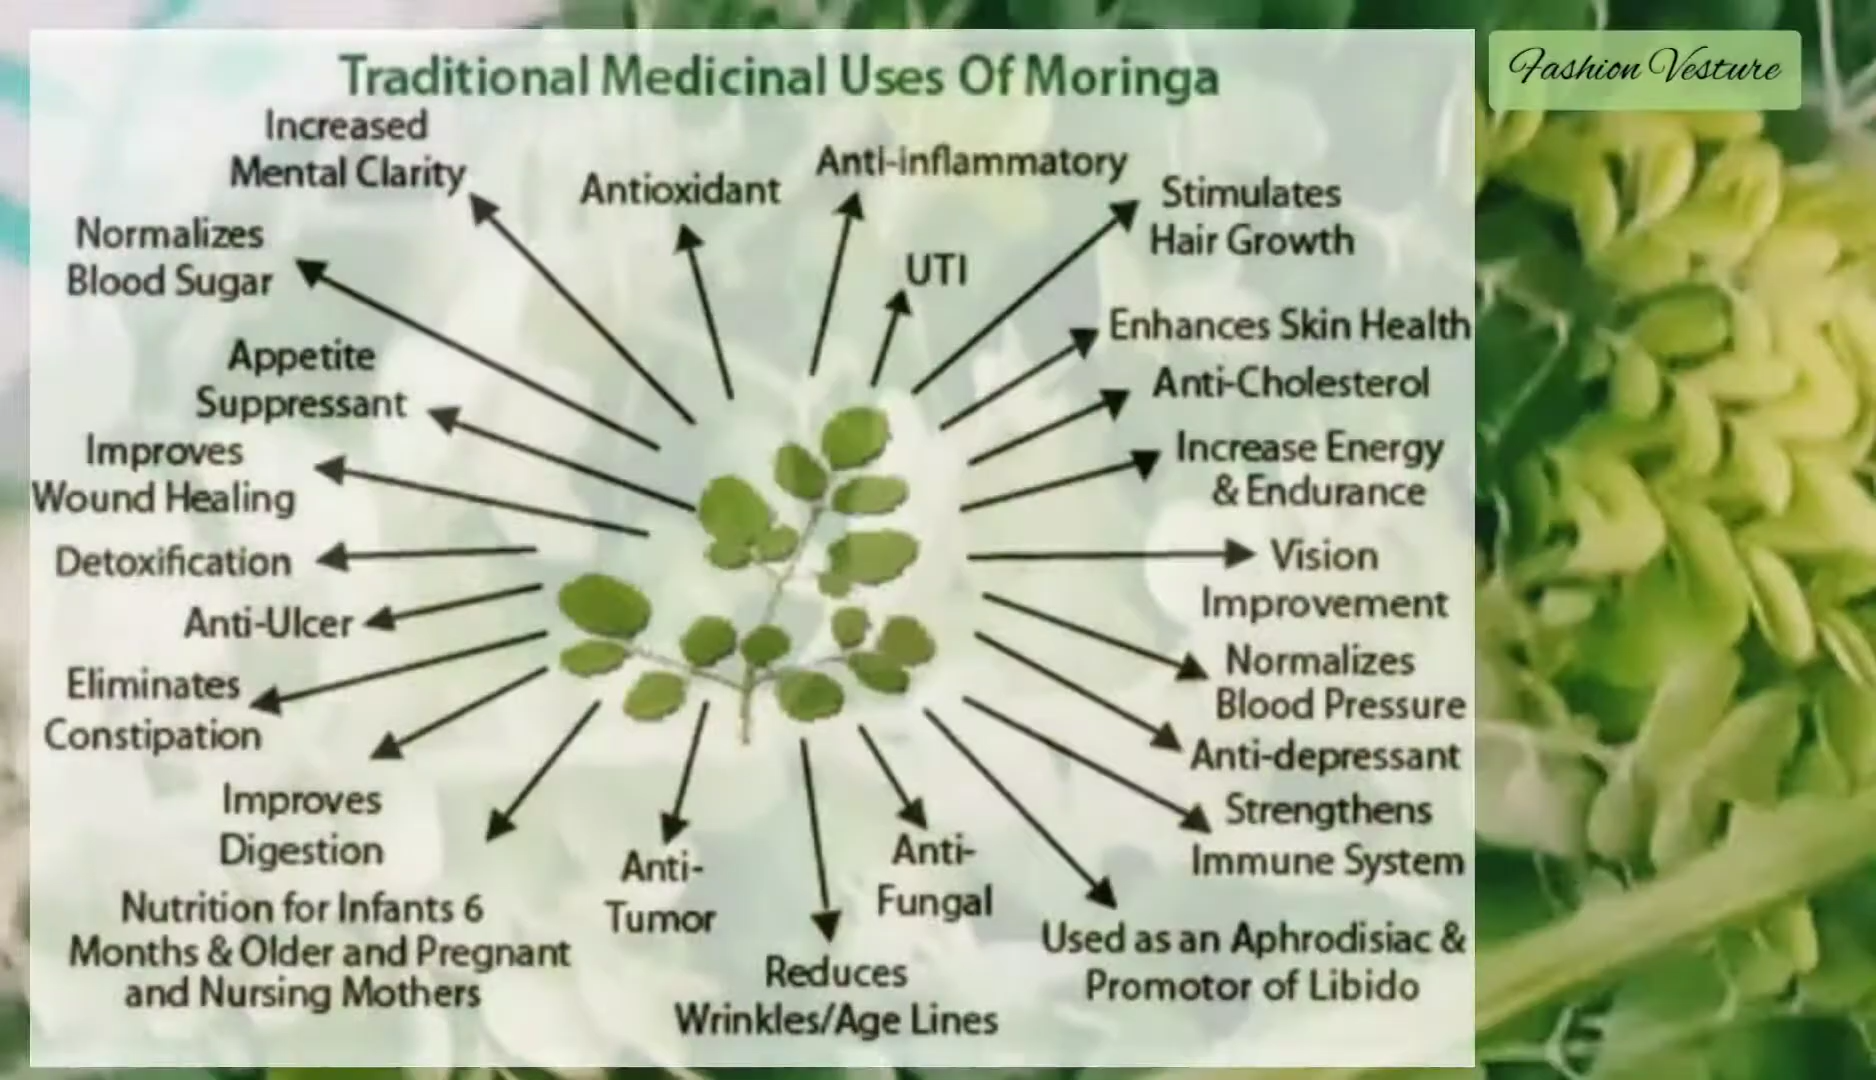 Traditional Medicinal Uses Of Moringa
Fashion Vesture
Increased
Mental Clarity
Antioxidant
Anti-inflammatory
UTI
Stimulates
Hair Growth
Normalizes
Blood Sugar
Enhances Skin Health
Appetite
Suppressant
Anti-Cholesterol
Improves
Wound Healing
Increase Energy
& Endurance
Detoxification
Vision
Improvement
Anti-Ulcer
Normalizes
Blood Pressure
Eliminates
Constipation
Anti-depressant
Improves
Digestion
Strengthens
Immune System
Nutrition for Infants 6
Months & Older and Pregnant
and Nursing Mothers
Anti-
Tumor
Reduces
Wrinkles/Age Lines
Anti-
Fungal
Used as an Aphrodisiac &
Promotor of Libido